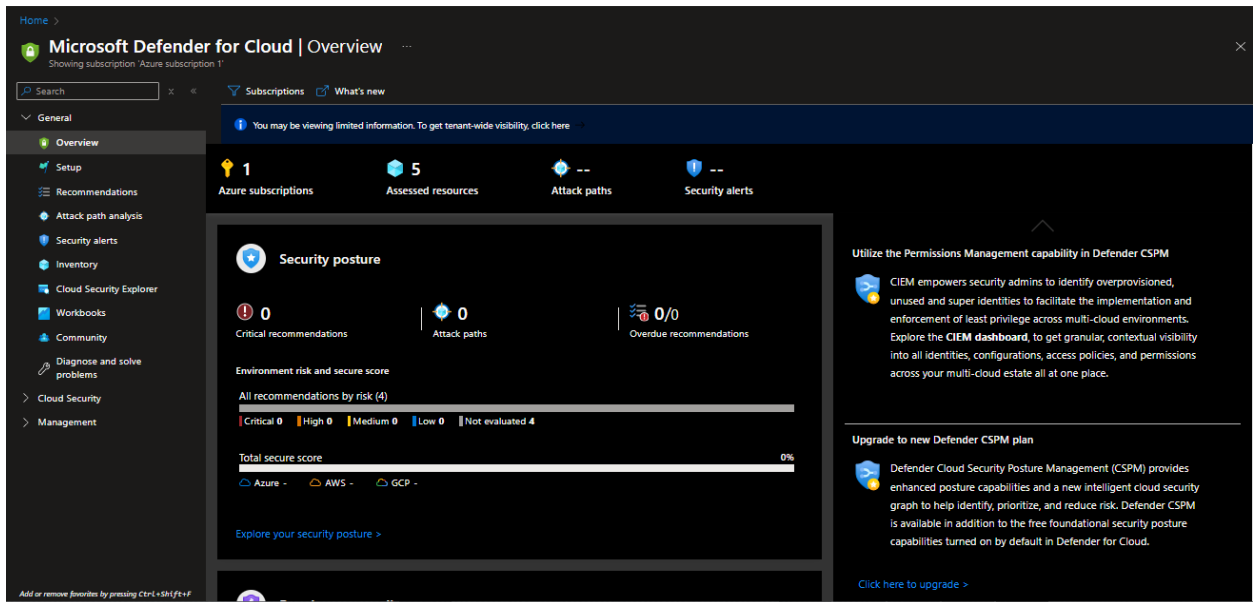 Home >
Microsoft Defender for Cloud | Overview ...
Showing subscription 'Azure subscription 1'
Search
Subscriptions
What's new
General
Overview
Setup
Recommendations
Attack path analysis
Security alerts
Inventory
Cloud Security Explorer
Workbooks
Community
Diagnose and solve
problems
Cloud Security
Management
Add or remove favorites by pressing Ctrl+Shift+F
You may be viewing limited information. To get tenant-wide visibility, click here
1
Azure subscriptions
5
Assessed resources
--
Attack paths
--
Security alerts
Security posture
0
Critical recommendations
0
Attack paths
0/0
Overdue recommendations
Environment risk and secure score
All recommendations by risk (4)
Critical 0 High 0 Medium 0 Low 0 Not evaluated 4
Total secure score 0%
Azure - AWS - GCP -
Explore your security posture >
Utilize the Permissions Management capability in Defender CSPM
CIEM empowers security admins to identify overprovisioned,
unused and super identities to facilitate the implementation and
enforcement of least privilege across multi-cloud environments.
Explore the CIEM dashboard, to get granular, contextual visibility
into all identities, configurations, access policies, and permissions
across your multi-cloud estate all at one place.
Upgrade to new Defender CSPM plan
Defender Cloud Security Posture Management (CSPM) provides
enhanced posture capabilities and a new intelligent cloud security
graph to help identify, prioritize, and reduce risk. Defender CSPM
is available in addition to the free foundational security posture
capabilities turned on by default in Defender for Cloud.
Click here to upgrade >